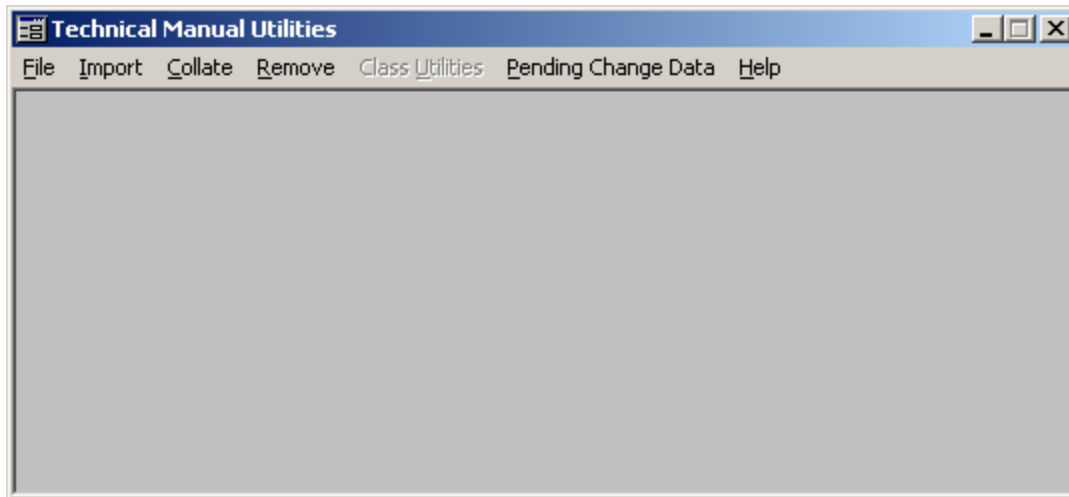 Technical Manual Utilities
File Import Collate Remove Class Utilities Pending Change Data Help